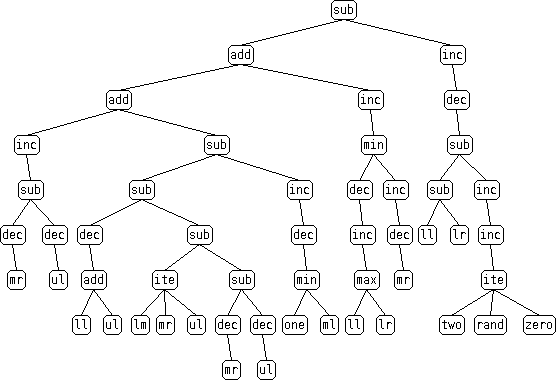 sub
add inc
add inc dec
inc sub min sub
sub sub inc dec inc sub inc
dec dec dec sub dec inc dec ll lr inc
mr ul add ite sub min max mr ite
ll ul lm mr ul dec dec one ml ll lr two rand zero
mr ul